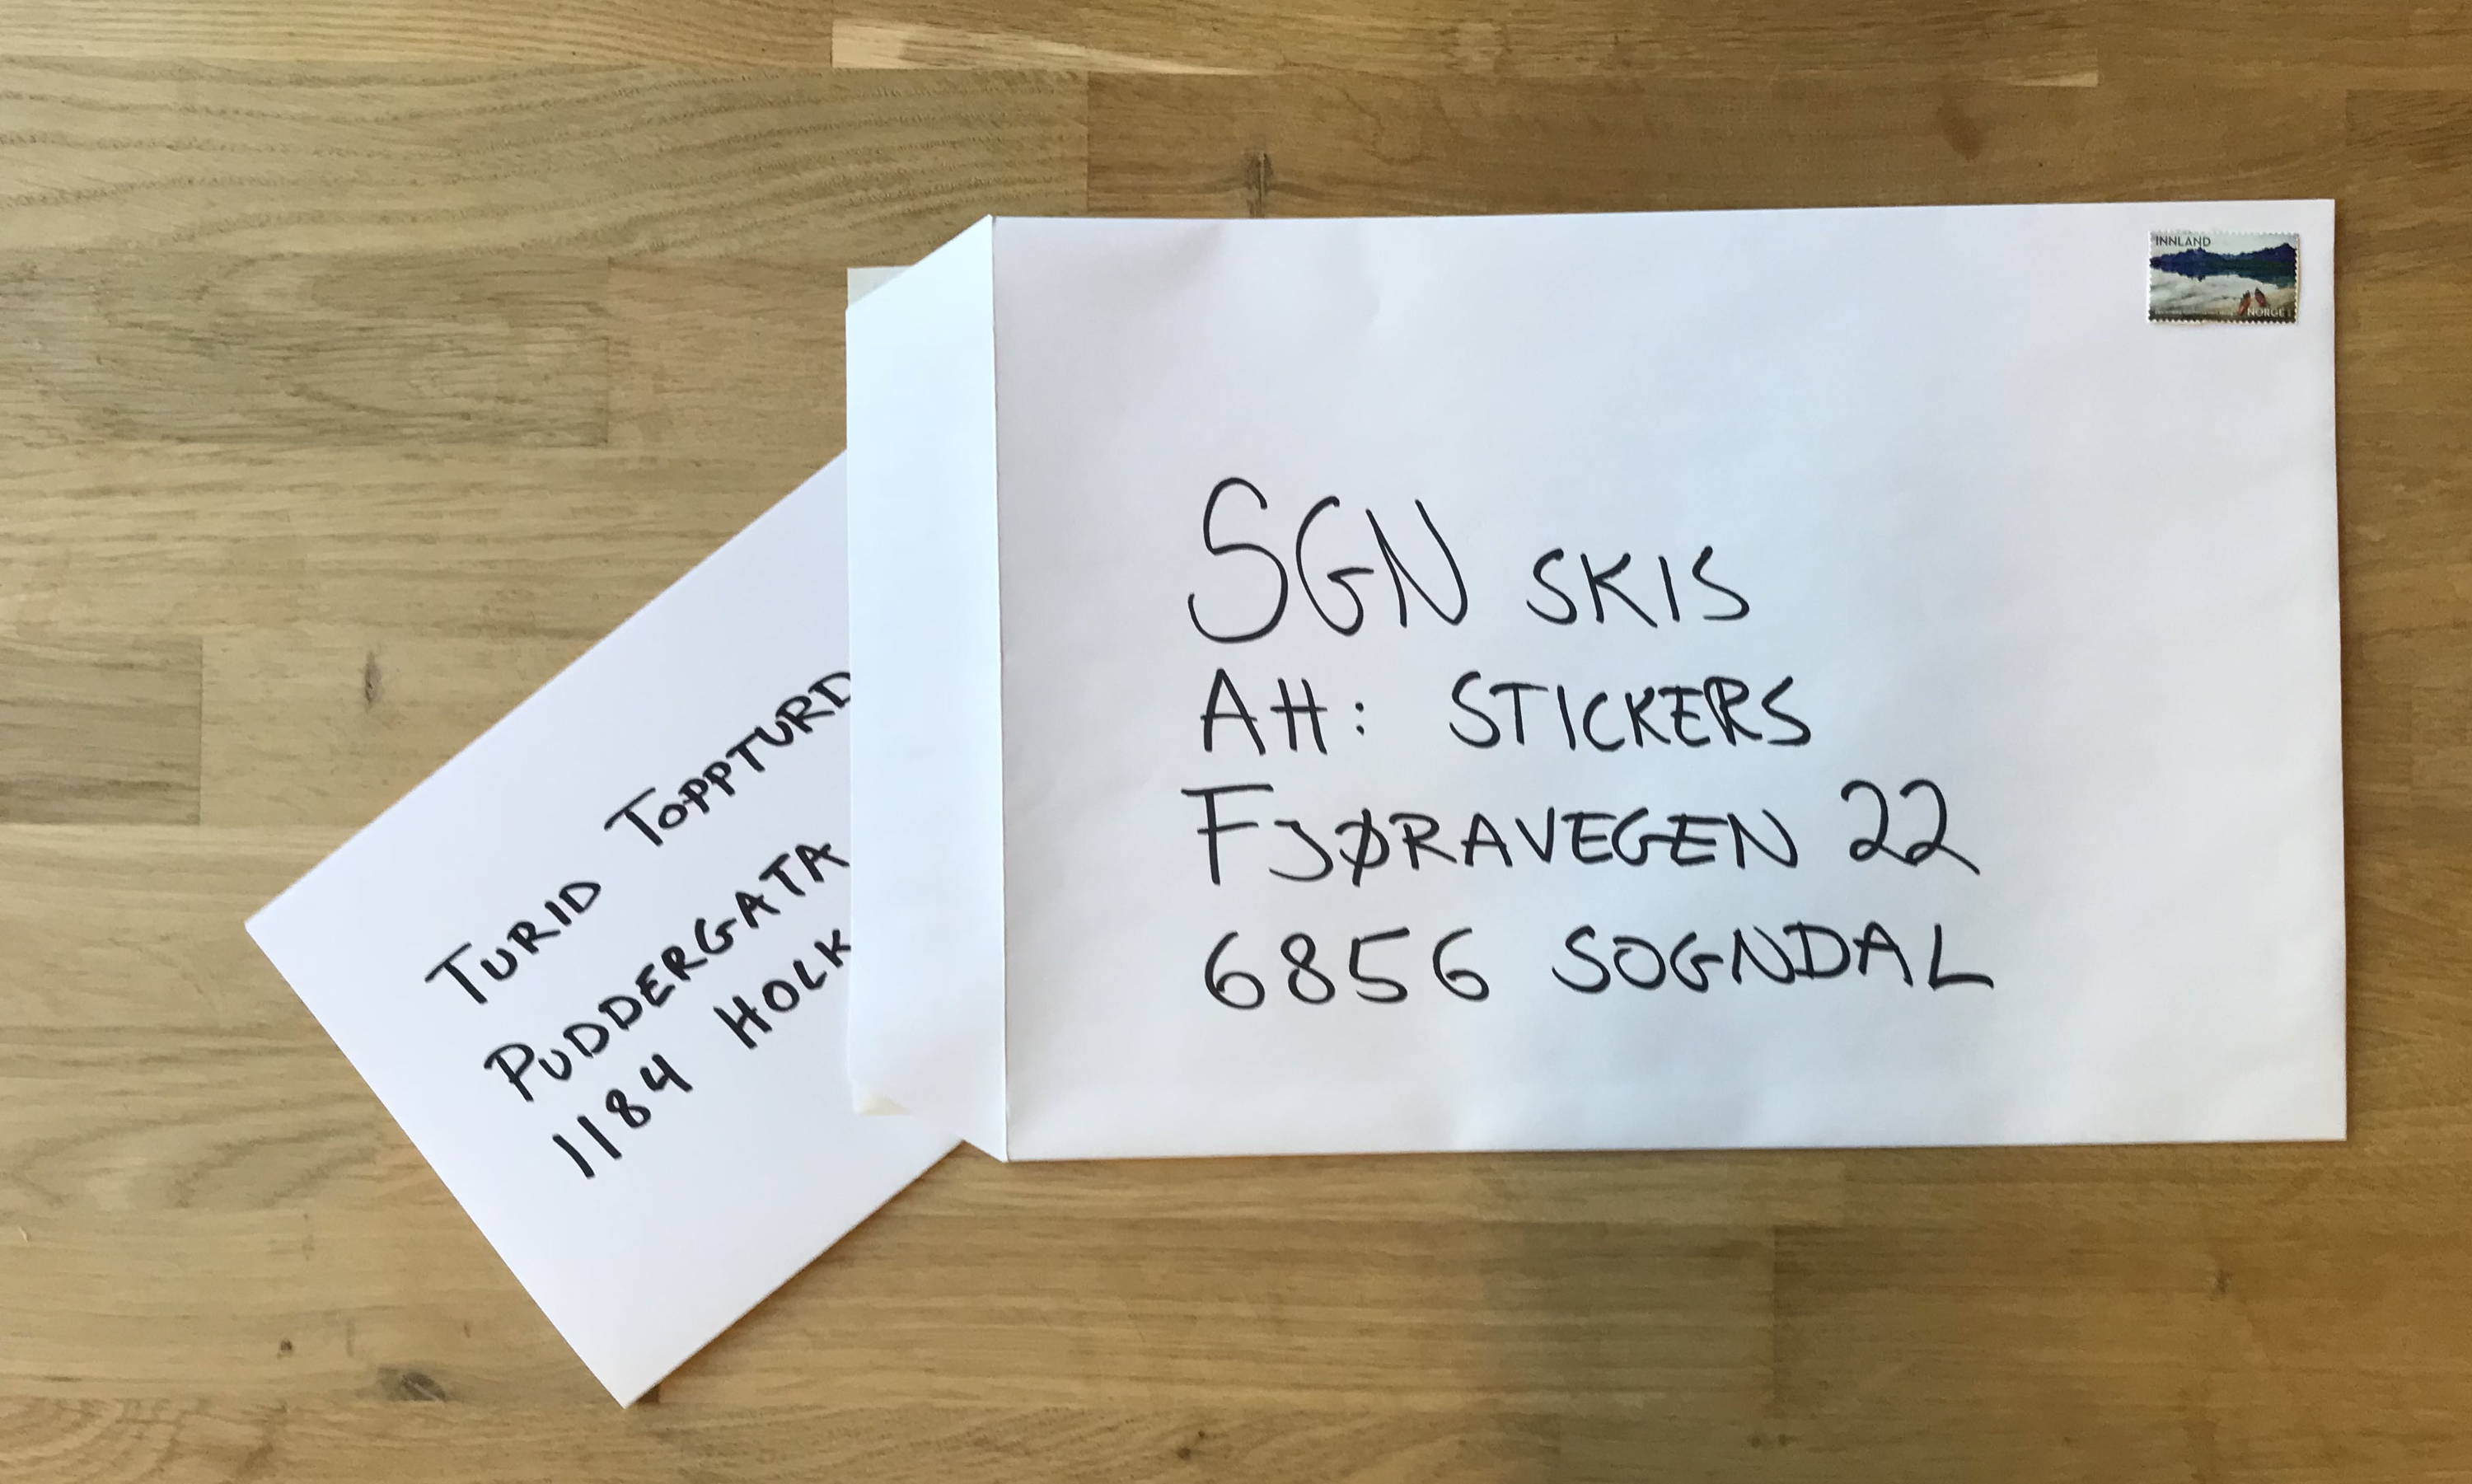 INNLAND
NORGE
SGN SKIS
Att: STICKERS
FJØRAVEGEN 22
6856 SOGNDAL
TURID TOPPTURD
PUDDERGATA
1184 HOLK